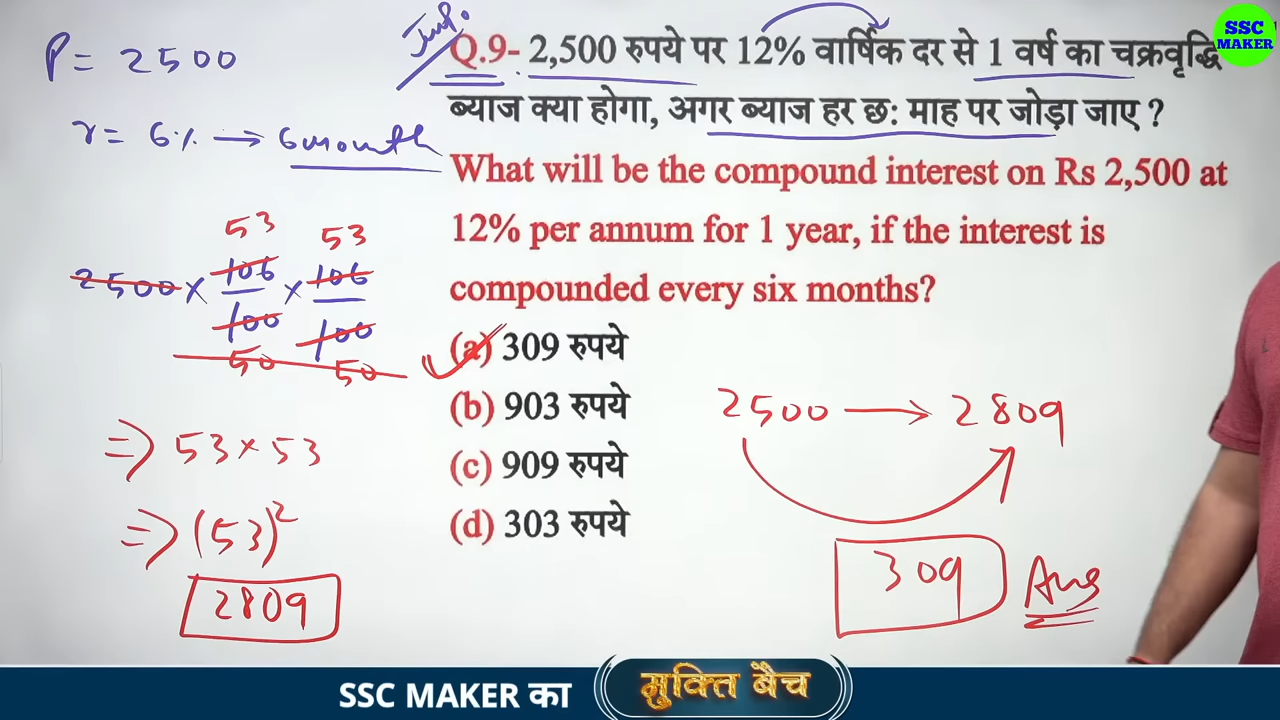 SSC
MAKER
P = 2500
r = 6% → 6 month
Imp.
Q.9- 2,500 रुपये पर 12% वार्षिक दर से 1 वर्ष का चक्रवृद्धि
ब्याज क्या होगा, अगर ब्याज हर छ: माह पर जोड़ा जाए ?
What will be the compound interest on Rs 2,500 at
12% per annum for 1 year, if the interest is
compounded every six months?
(a) 309 रुपये
(b) 903 रुपये
(c) 909 रुपये
(d) 303 रुपये
53 53
2500 × 106 × 106
100 100
50 50
⇒ 53 × 53
⇒ (53)²
2809
2500 → 2809
309 Ans
SSC MAKER का मुक्ति बैच